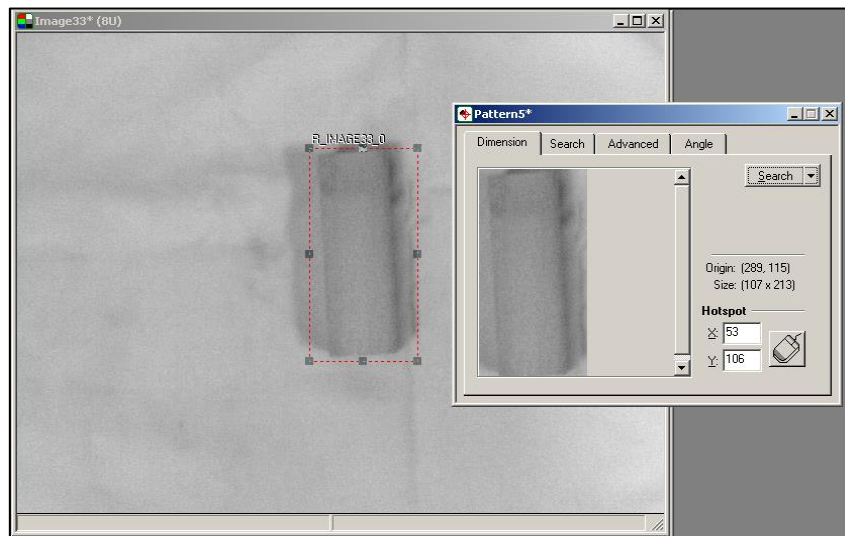 Image33* (8U)
R_IMAGE33_0
Pattern5*
Dimension Search Advanced Angle
Search
Origin: (289, 115)
Size: (107 x 213)
Hotspot
X: 53
Y: 106